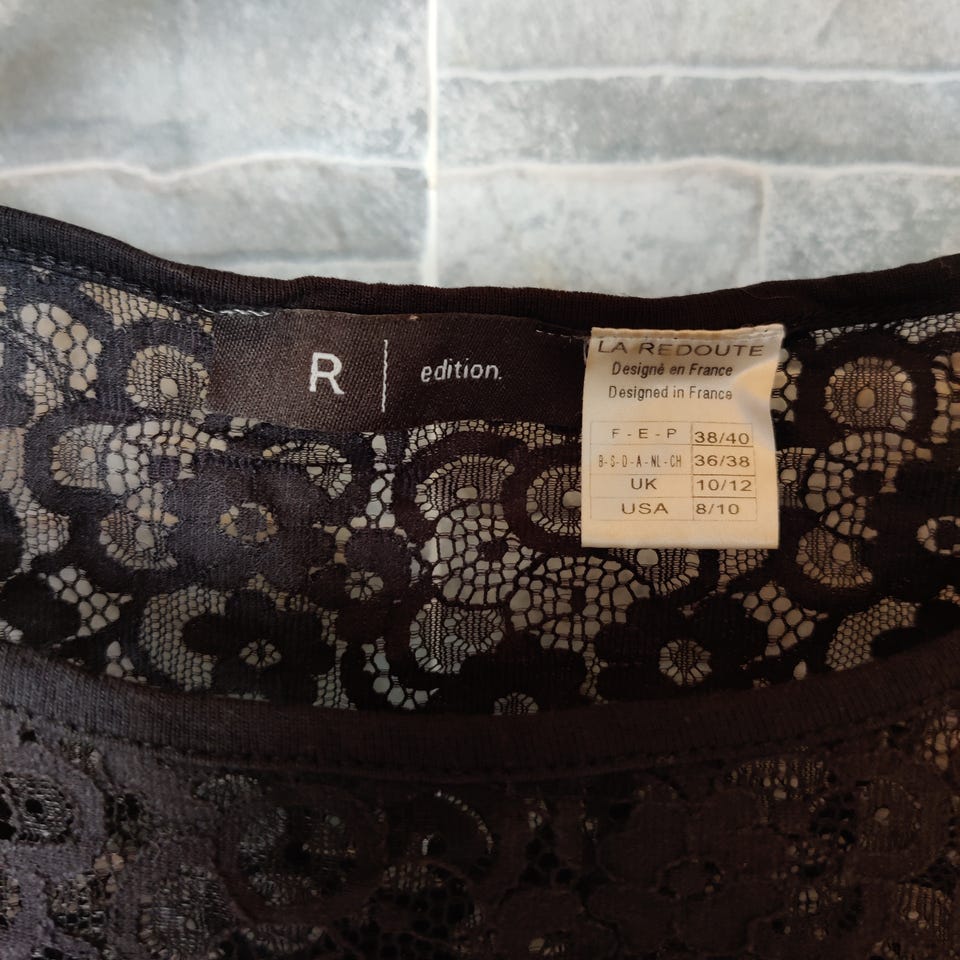 R | edition.
LA REDOUTE
Designé en France
Designed in France
F - E - P 38/40
B - S - D - A - NL - CH 36/38
UK 10/12
USA 8/10